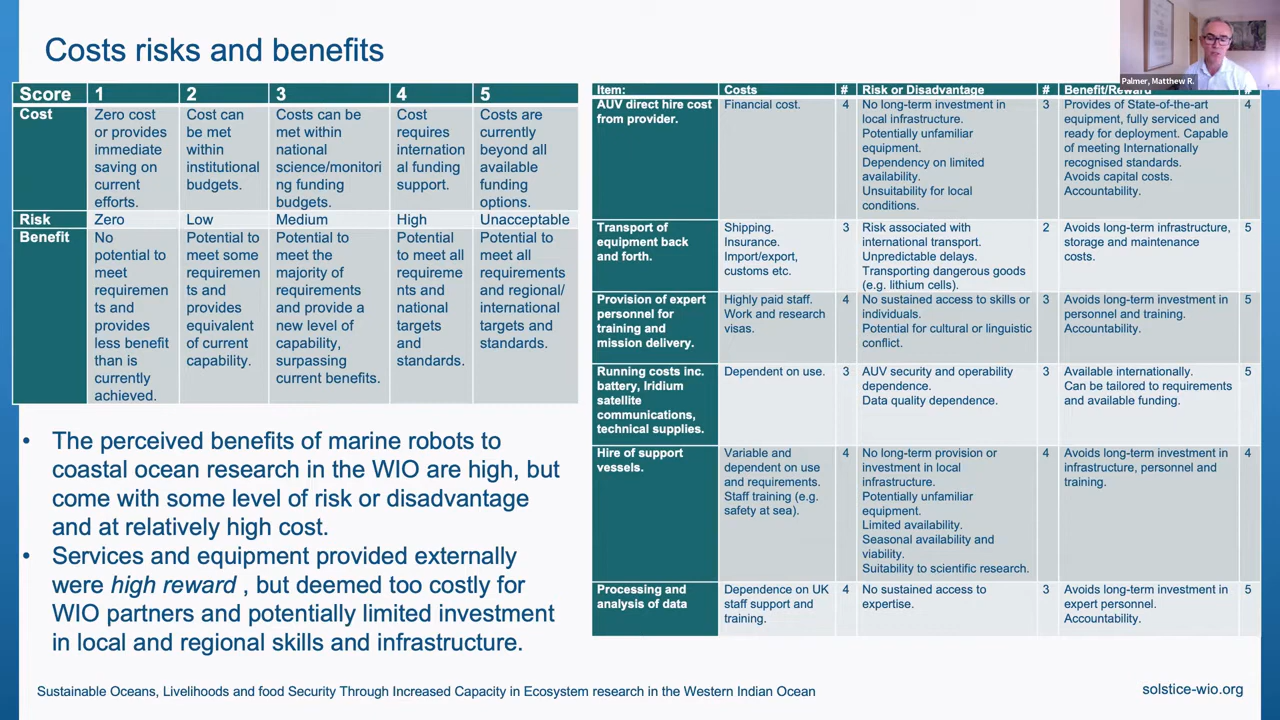 Costs risks and benefits
Palmer, Matthew R.
Score 1 2 3 4 5
Cost
Zero cost
or provides
immediate
saving on
current
efforts.
Cost can
be met
within
institutional
budgets.
Costs can be
met within
national
science/monitori
ng funding
budgets.
Cost
requires
internation
al funding
support.
Costs are
currently
beyond all
available
funding
options.
Risk Zero Low Medium High Unacceptable
Benefit
No
potential to
meet
requiremen
ts and
provides
less benefit
than is
currently
achieved.
Potential to
meet some
requiremen
ts and
provides
equivalent
of current
capability.
Potential to
meet the
majority of
requirements
and provide a
new level of
capability,
surpassing
current benefits.
Potential
to meet all
requireme
nts and
national
targets
and
standards.
Potential to
meet all
requirements
and regional/
international
targets and
standards.
• The perceived benefits of marine robots to
coastal ocean research in the WIO are high, but
come with some level of risk or disadvantage
and at relatively high cost.
• Services and equipment provided externally
were high reward , but deemed too costly for
WIO partners and potentially limited investment
in local and regional skills and infrastructure.
Item: Costs # Risk or Disadvantage # Benefit/Reward #
AUV direct hire cost
from provider.
Financial cost.
4
No long-term investment in
local infrastructure.
Potentially unfamiliar
equipment.
Dependency on limited
availability.
Unsuitability for local
conditions.
3
Provides of State-of-the-art
equipment, fully serviced and
ready for deployment. Capable
of meeting Internationally
recognised standards.
Avoids capital costs.
Accountability.
4
Transport of
equipment back
and forth.
Shipping.
Insurance.
Import/export,
customs etc.
3
Risk associated with
international transport.
Unpredictable delays.
Transporting dangerous goods
(e.g. lithium cells).
2
Avoids long-term infrastructure,
storage and maintenance
costs.
5
Provision of expert
personnel for
training and
mission delivery.
Highly paid staff.
Work and research
visas.
4
No sustained access to skills or
individuals.
Potential for cultural or linguistic
conflict.
3
Avoids long-term investment in
personnel and training.
Accountability.
5
Running costs inc.
battery, Iridium
satellite
communications,
technical supplies.
Dependent on use.
3
AUV security and operability
dependence.
Data quality dependence.
3
Available internationally.
Can be tailored to requirements
and available funding.
5
Hire of support
vessels.
Variable and
dependent on use
and requirements.
Staff training (e.g.
safety at sea).
4
No long-term provision or
investment in local
infrastructure.
Potentially unfamiliar
equipment.
Limited availability.
Seasonal availability and
viability.
Suitability to scientific research.
4
Avoids long-term investment in
infrastructure, personnel and
training.
4
Processing and
analysis of data
Dependence on UK
staff support and
training.
4
No sustained access to
expertise.
3
Avoids long-term investment in
expert personnel.
Accountability.
5
Sustainable Oceans, Livelihoods and food Security Through Increased Capacity in Ecosystem research in the Western Indian Ocean
solstice-wio.org